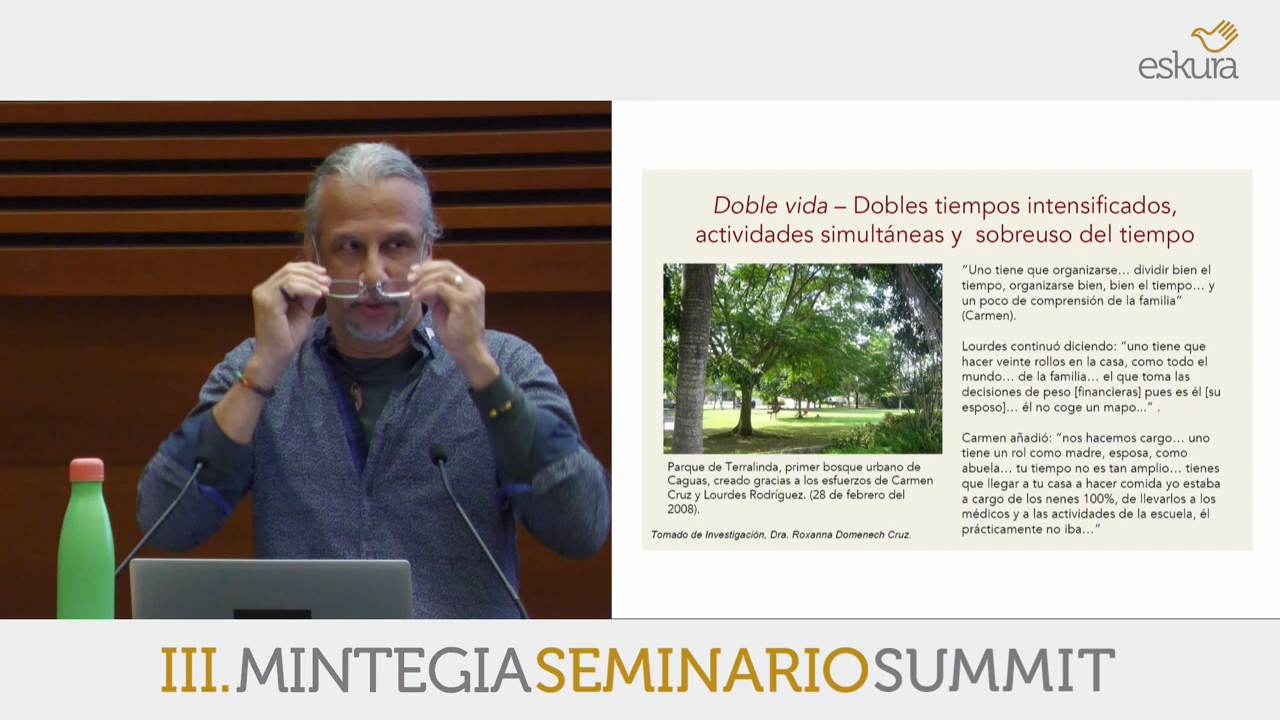 eskura
Doble vida – Dobles tiempos intensificados,
actividades simultáneas y sobreuso del tiempo
“Uno tiene que organizarse… dividir bien el
tiempo, organizarse bien, bien el tiempo… y
un poco de comprensión de la familia”
(Carmen).
Lourdes continuó diciendo: “uno tiene que
hacer veinte rollos en la casa, como todo el
mundo… de la familia… el que toma las
decisiones de peso [financieras] pues es él [su
esposo]… él no coge un mapo...” .
Carmen añadió: “nos hacemos cargo… uno
tiene un rol como madre, esposa, como
abuela… tu tiempo no es tan amplio… tienes
que llegar a tu casa a hacer comida yo estaba
a cargo de los nenes 100%, de llevarlos a los
médicos y a las actividades de la escuela, él
prácticamente no iba…”
Parque de Terralinda, primer bosque urbano de
Caguas, creado gracias a los esfuerzos de Carmen
Cruz y Lourdes Rodríguez. (28 de febrero del
2008).
Tomado de Investigación, Dra. Roxanna Domenech Cruz.
III.MINTEGIASEMINARIOSUMMIT